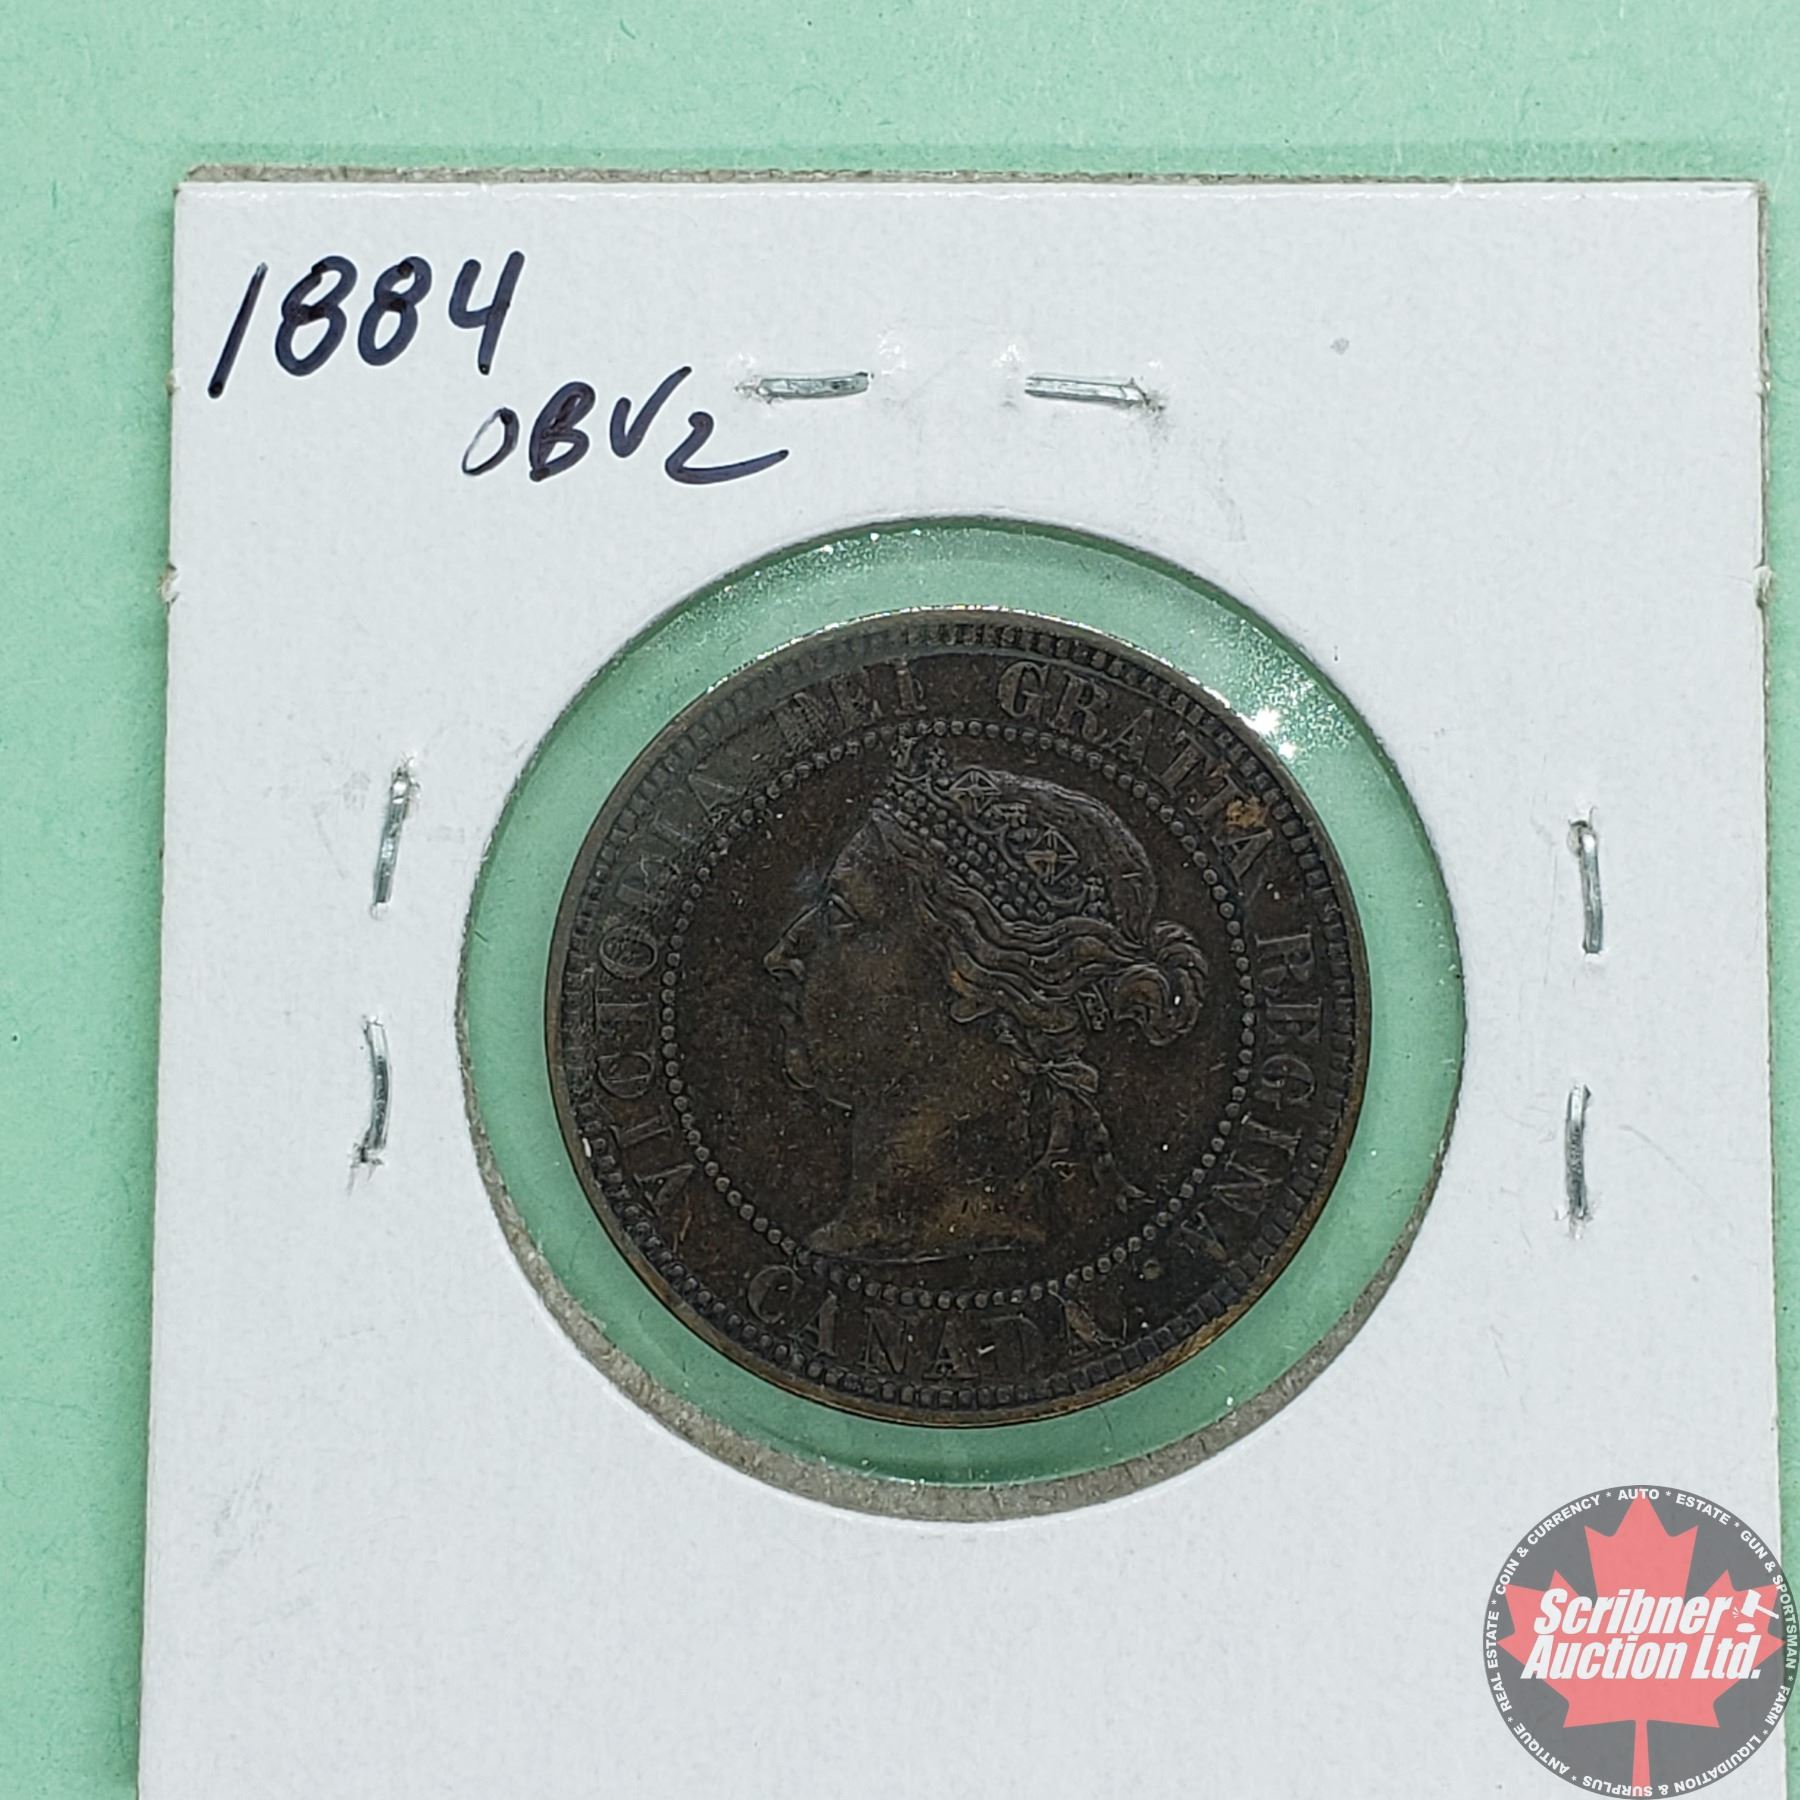 1884
OBV2
VICTORIA DEI GRATIA REGINA.
CANADA
COIN & CURRENCY * AUTO * ESTATE * GUN & SPORTSMAN * FARM * LIQUIDATION & SURPLUS * ANTIQUE * REAL ESTATE *
Scribner
Auction Ltd.